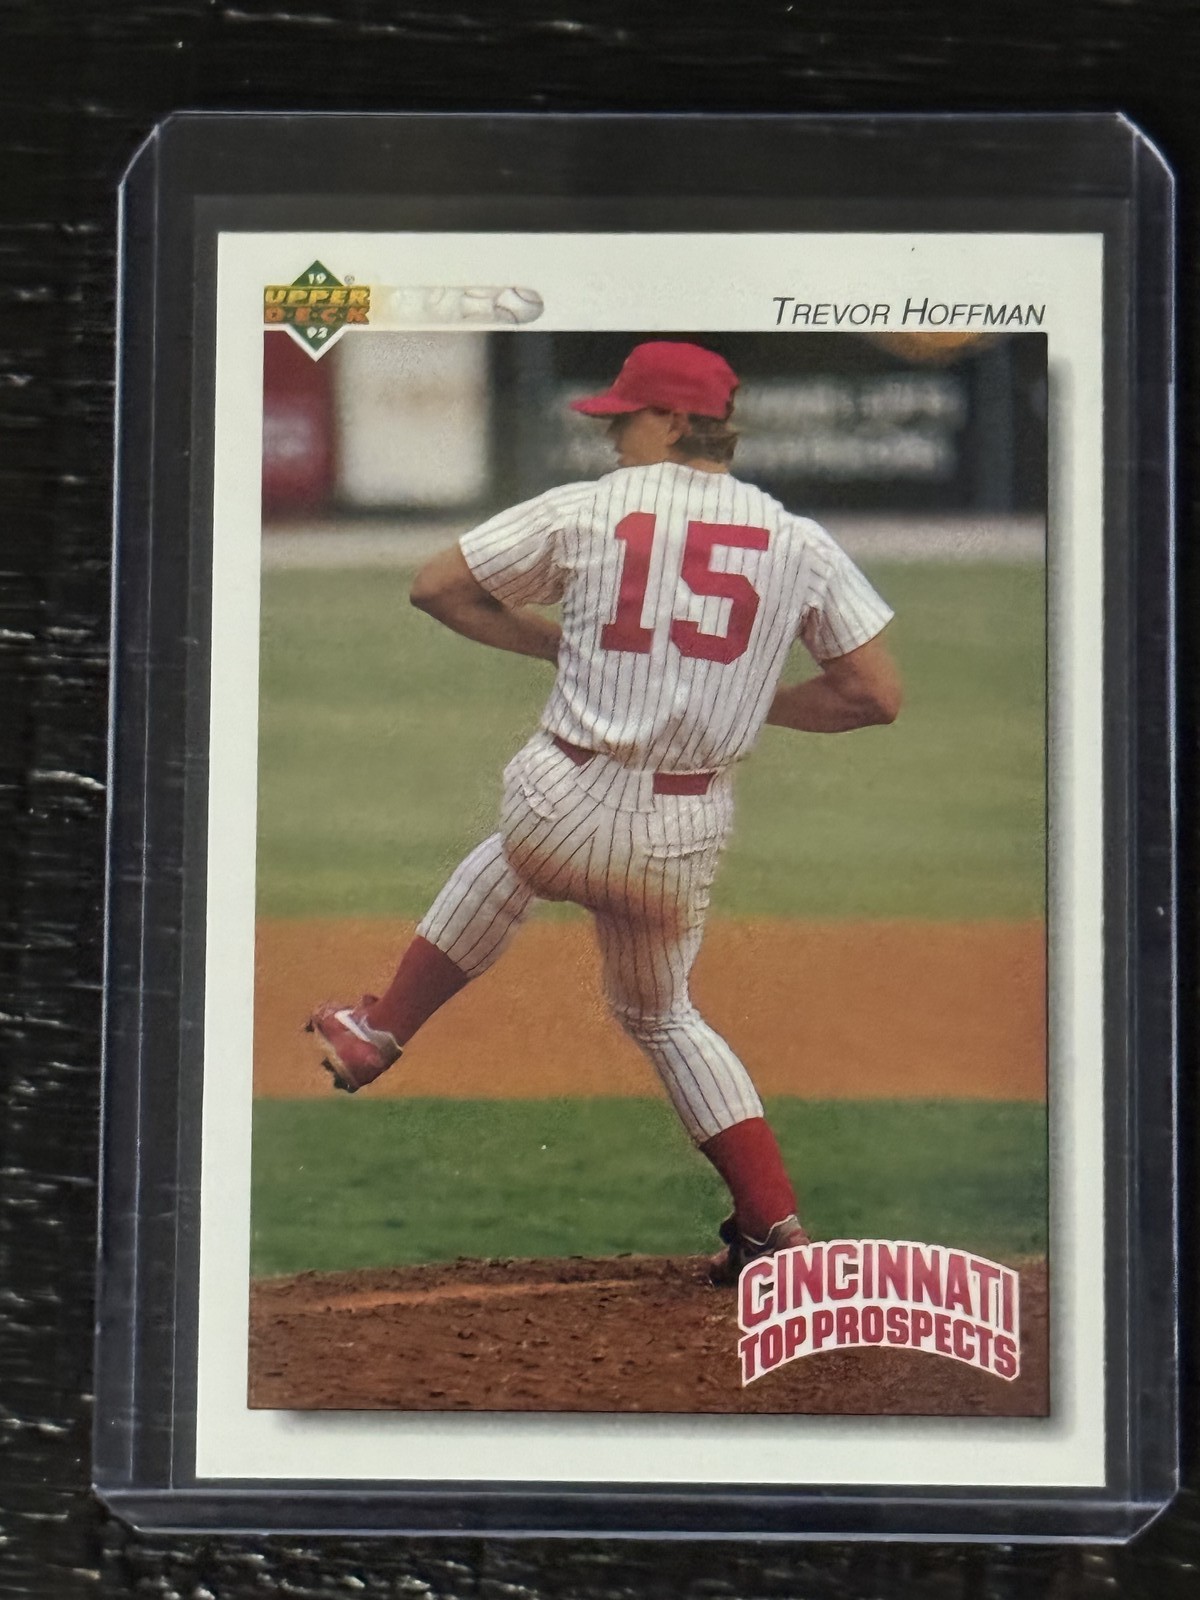 19
UPPER
DECK
92
TREVOR HOFFMAN
15
CINCINNATI
TOP PROSPECTS